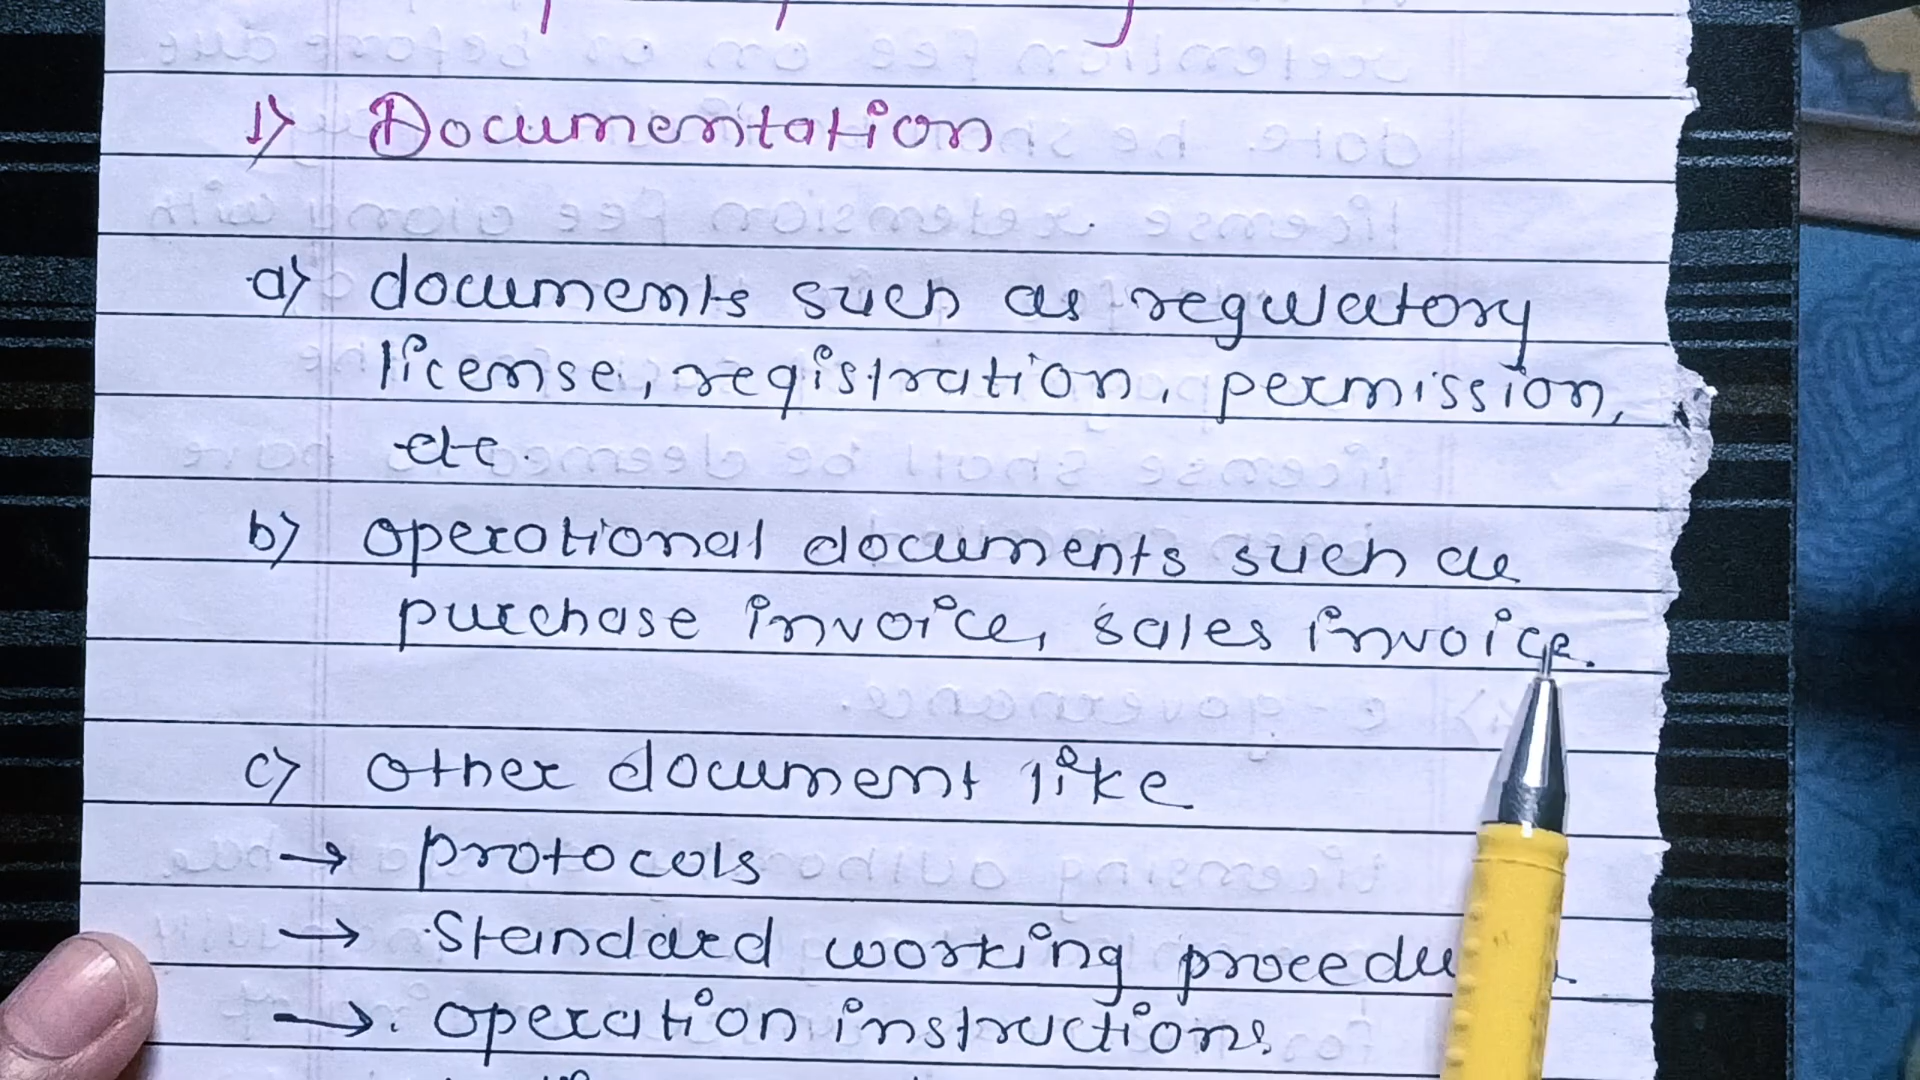 1) Documentation
a) documents such as regulatory
license, registration, permission,
etc.
b) operational documents such as
purchase invoice, sales invoice.
c) other document like
→ protocols
→ Standard working
→ operation instructions.